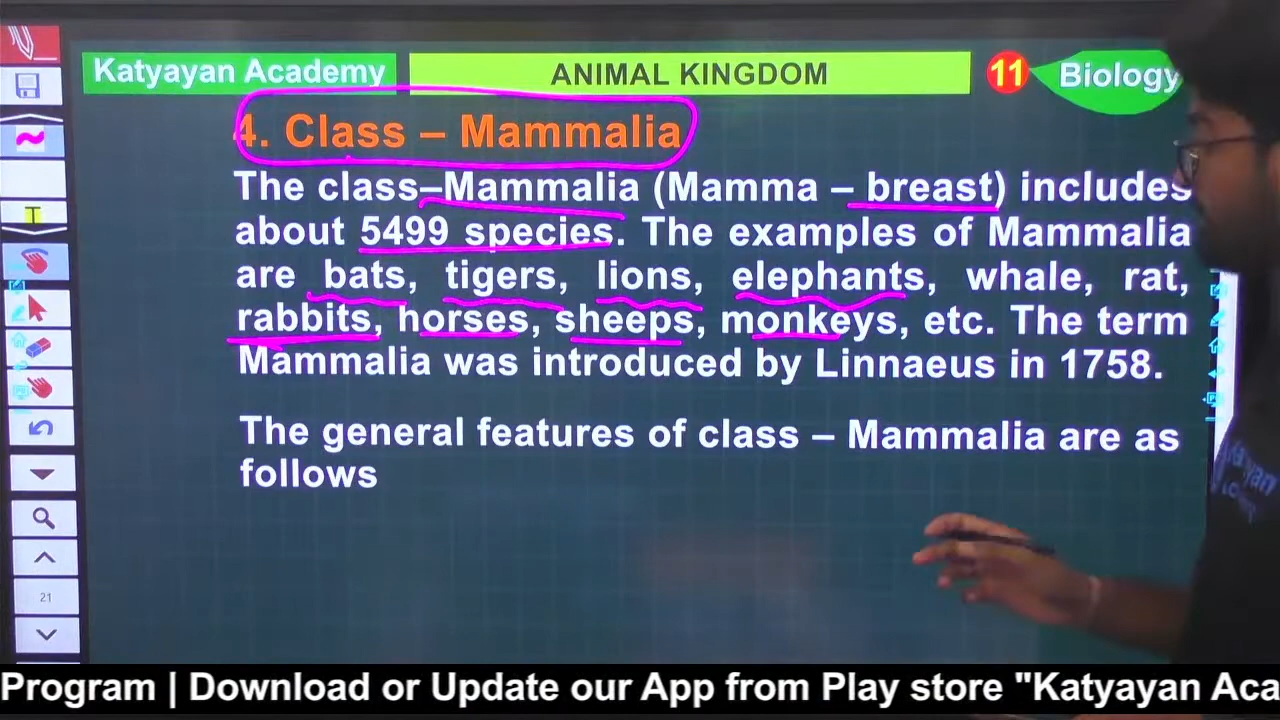 Katyayan Academy
ANIMAL KINGDOM
11 Biology
4. Class – Mammalia
The class–Mammalia (Mamma – breast) includes
about 5499 species. The examples of Mammalia
are bats, tigers, lions, elephants, whale, rat,
rabbits, horses, sheeps, monkeys, etc. The term
Mammalia was introduced by Linnaeus in 1758.
The general features of class – Mammalia are as
follows
T
21
Program | Download or Update our App from Play store "Katyayan Aca